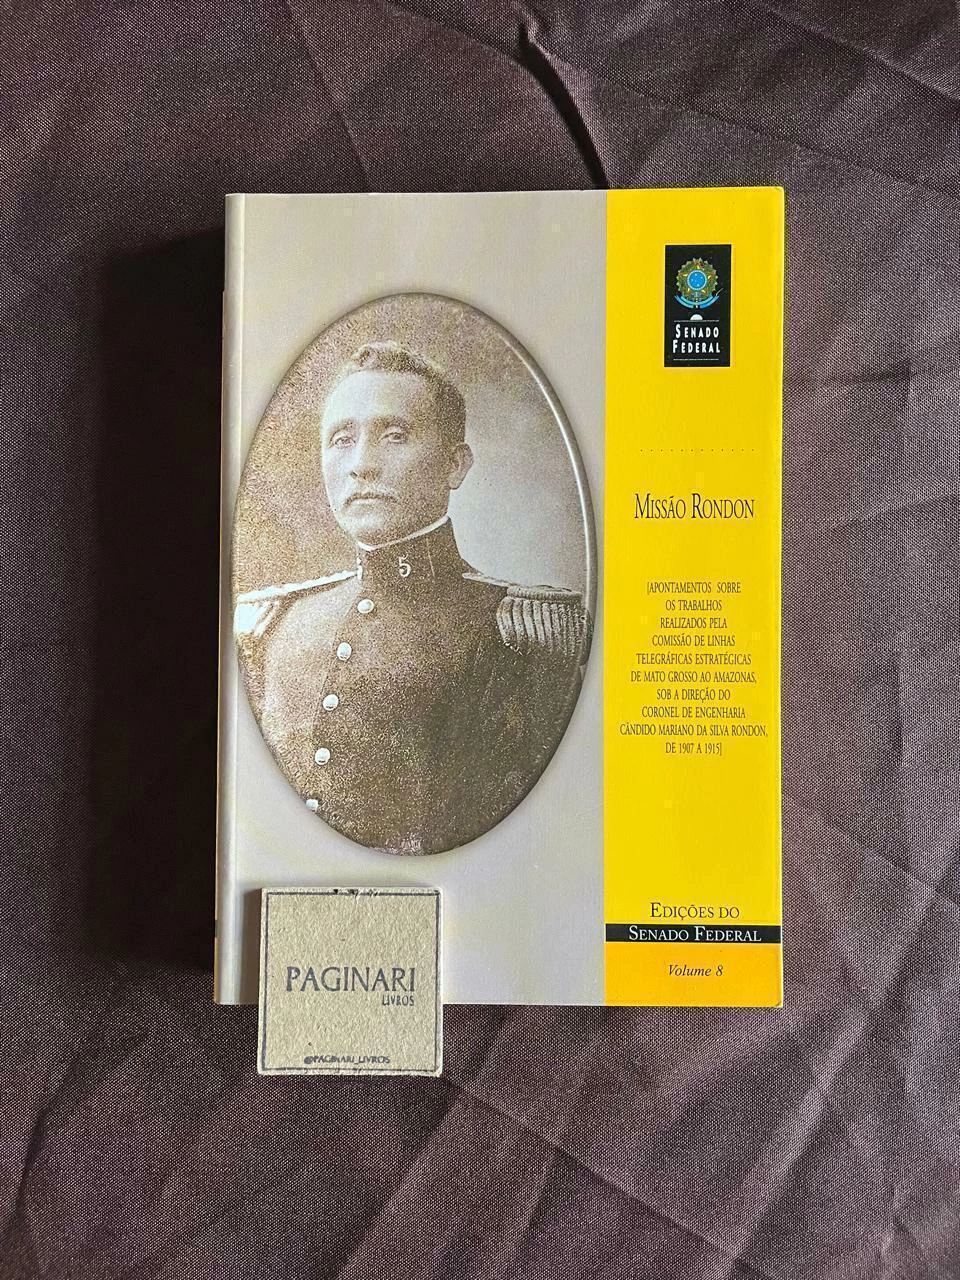 SENADO
FEDERAL
MISSÃO RONDON
[APONTAMENTOS SOBRE
OS TRABALHOS
REALIZADOS PELA
COMISSÃO DE LINHAS
TELEGRÁFICAS ESTRATÉGICAS
DE MATO GROSSO AO AMAZONAS,
SOB A DIREÇÃO DO
CORONEL DE ENGENHARIA
CÂNDIDO MARIANO DA SILVA RONDON,
DE 1907 A 1915]
5
EDIÇÕES DO
SENADO FEDERAL
Volume 8
PAGINARI
LIVROS
@PAGINARI_LIVROS